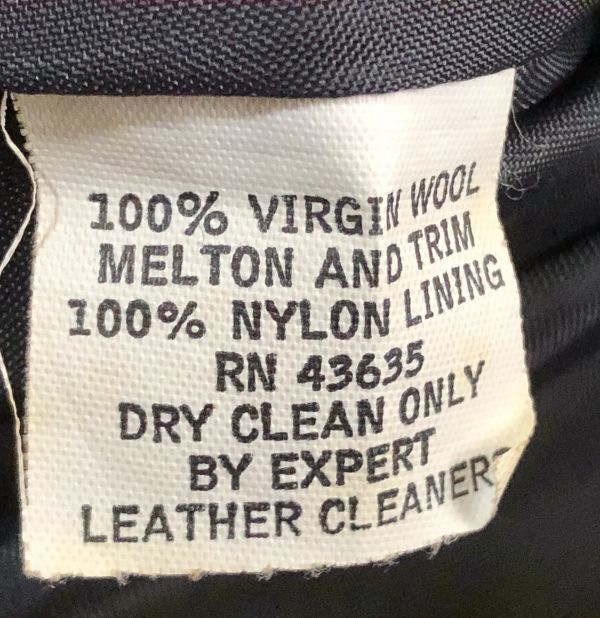 100% VIRGIN WOOL
MELTON AND TRIM
100% NYLON LINING
RN 43635
DRY CLEAN ONLY
BY EXPERT
LEATHER CLEANERS